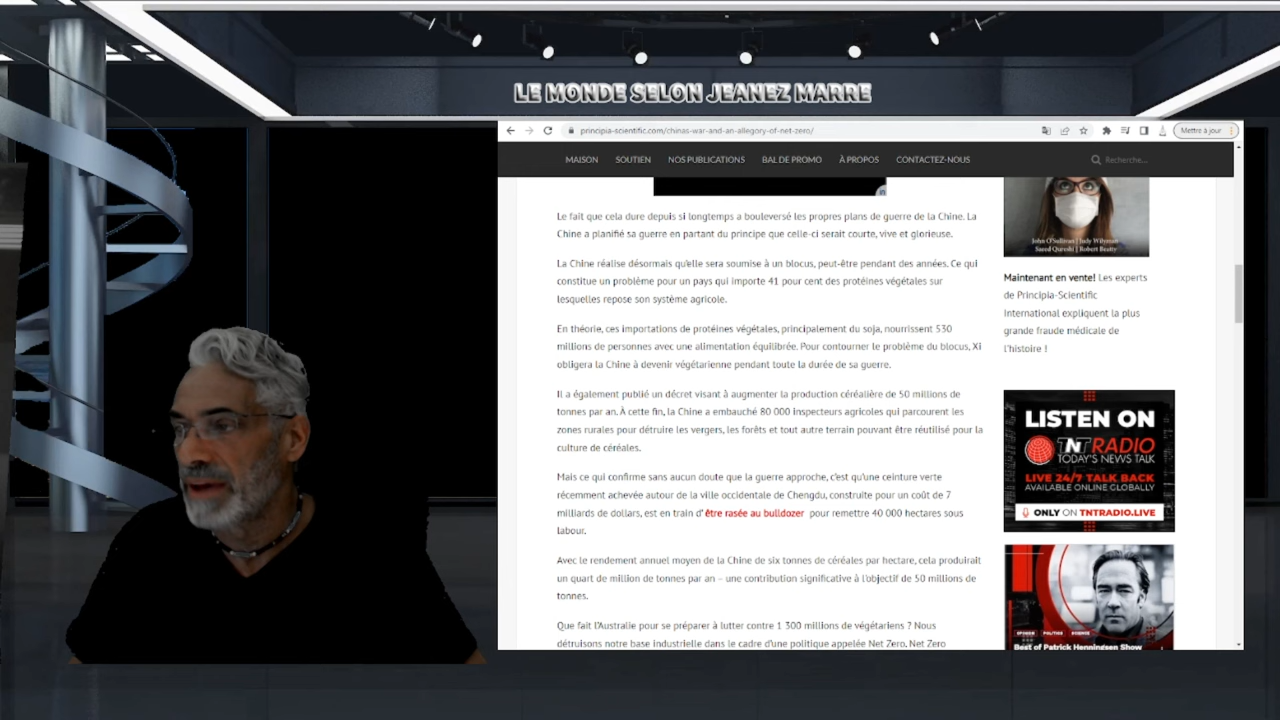 LE MONDE SELON JEANEZ MARRE
principia-scientific.com/chinas-war-and-an-allegory-of-net-zero/
Mettre à jour
MAISON SOUTIEN NOS PUBLICATIONS BAL DE PROMO À PROPOS CONTACTEZ-NOUS
Recherche...
Le fait que cela dure depuis si longtemps a bouleversé les propres plans de guerre de la Chine. La
Chine a planifié sa guerre en partant du principe que celle-ci serait courte, vive et glorieuse.
La Chine réalise désormais qu'elle sera soumise à un blocus, peut-être pendant des années. Ce qui
constitue un problème pour un pays qui importe 41 pour cent des protéines végétales sur
lesquelles repose son système agricole.
En théorie, ces importations de protéines végétales, principalement du soja, nourrissent 530
millions de personnes avec une alimentation équilibrée. Pour contourner le problème du blocus, Xi
obligera la Chine à devenir végétarienne pendant toute la durée de sa guerre.
Il a également publié un décret visant à augmenter la production céréalière de 50 millions de
tonnes par an. À cette fin, la Chine a embauché 80 000 inspecteurs agricoles qui parcourent les
zones rurales pour détruire les vergers, les forêts et tout autre terrain pouvant être réutilisé pour la
culture de céréales.
Mais ce qui confirme sans aucun doute que la guerre approche, c'est qu'une ceinture verte
récemment achevée autour de la ville occidentale de Chengdu, construite pour un coût de 7
milliards de dollars, est en train d' être rasée au bulldozer pour remettre 40 000 hectares sous
labour.
Avec le rendement annuel moyen de la Chine de six tonnes de céréales par hectare, cela produirait
un quart de million de tonnes par an – une contribution significative à l'objectif de 50 millions de
tonnes.
Que fait l'Australie pour se préparer à lutter contre 1 300 millions de végétariens ? Nous
détruisons notre base industrielle dans le cadre d'une politique appelée Net Zero. Net Zero
John O'Sullivan | Judy Wilyman
Saeed Qureshi | Robert Beatty
Maintenant en vente! Les experts
de Principia-Scientific
International expliquent la plus
grande fraude médicale de
l'histoire !
LISTEN ON
TNTRADIO
TODAY'S NEWS TALK
LIVE 24/7 TALK BACK
AVAILABLE ONLINE GLOBALLY
ONLY ON TNTRADIO.LIVE
OPINION POLITICS SCIENCE
Best of Patrick Henningsen Show